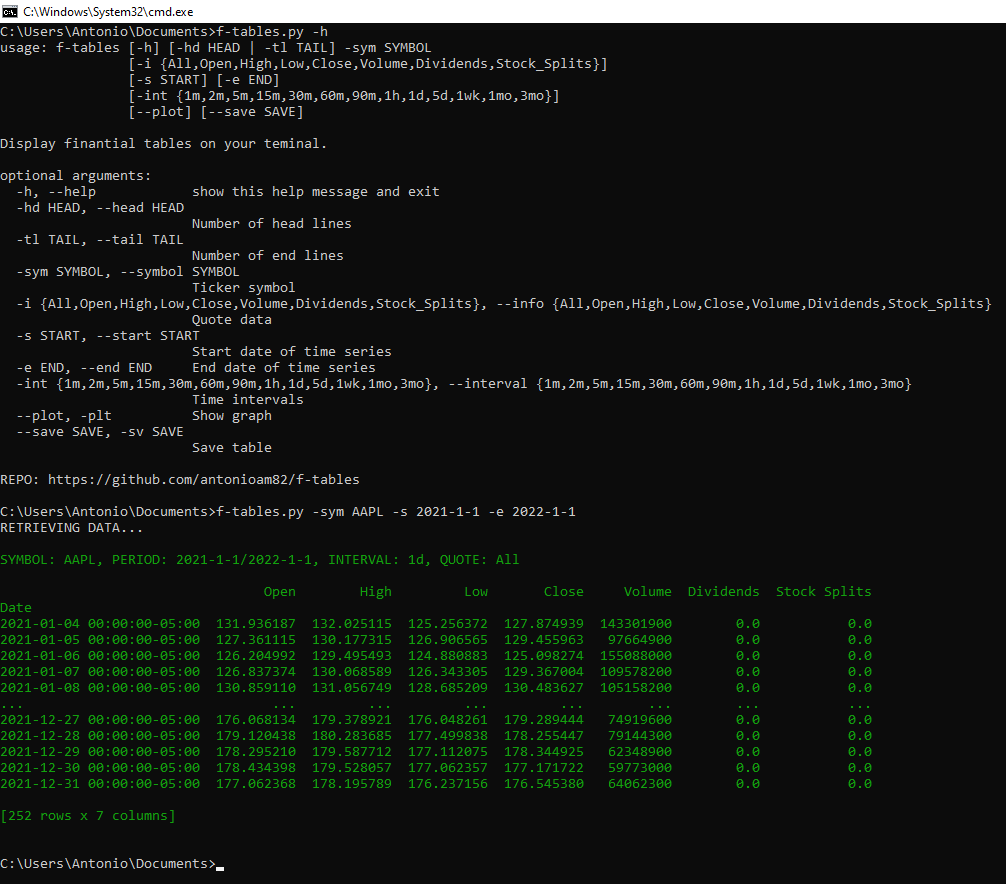 C:\Windows\System32\cmd.exe
C:\Users\Antonio\Documents>f-tables.py -h
usage: f-tables [-h] [-hd HEAD | -tl TAIL] -sym SYMBOL
                [-i {All,Open,High,Low,Close,Volume,Dividends,Stock_Splits}]
                [-s START] [-e END]
                [-int {1m,2m,5m,15m,30m,60m,90m,1h,1d,5d,1wk,1mo,3mo}]
                [--plot] [--save SAVE]

Display finantial tables on your teminal.

optional arguments:
  -h, --help            show this help message and exit
  -hd HEAD, --head HEAD
                        Number of head lines
  -tl TAIL, --tail TAIL
                        Number of end lines
  -sym SYMBOL, --symbol SYMBOL
                        Ticker symbol
  -i {All,Open,High,Low,Close,Volume,Dividends,Stock_Splits}, --info {All,Open,High,Low,Close,Volume,Dividends,Stock_Splits}
                        Quote data
  -s START, --start START
                        Start date of time series
  -e END, --end END     End date of time series
  -int {1m,2m,5m,15m,30m,60m,90m,1h,1d,5d,1wk,1mo,3mo}, --interval {1m,2m,5m,15m,30m,60m,90m,1h,1d,5d,1wk,1mo,3mo}
                        Time intervals
  --plot, -plt          Show graph
  --save SAVE, -sv SAVE
                        Save table

REPO: https://github.com/antonioam82/f-tables

C:\Users\Antonio\Documents>f-tables.py -sym AAPL -s 2021-1-1 -e 2022-1-1
RETRIEVING DATA...

SYMBOL: AAPL, PERIOD: 2021-1-1/2022-1-1, INTERVAL: 1d, QUOTE: All

                                 Open        High         Low       Close     Volume  Dividends  Stock Splits
Date
2021-01-04 00:00:00-05:00  131.936187  132.025115  125.256372  127.874939  143301900        0.0           0.0
2021-01-05 00:00:00-05:00  127.361115  130.177315  126.906565  129.455963   97664900        0.0           0.0
2021-01-06 00:00:00-05:00  126.204992  129.495493  124.880883  125.098274  155088000        0.0           0.0
2021-01-07 00:00:00-05:00  126.837374  130.068589  126.343305  129.367004  109578200        0.0           0.0
2021-01-08 00:00:00-05:00  130.859110  131.056749  128.685209  130.483627  105158200        0.0           0.0
...                               ...         ...         ...         ...        ...        ...           ...
2021-12-27 00:00:00-05:00  176.068134  179.378921  176.048261  179.289444   74919600        0.0           0.0
2021-12-28 00:00:00-05:00  179.120438  180.283685  177.499838  178.255447   79144300        0.0           0.0
2021-12-29 00:00:00-05:00  178.295210  179.587712  177.112075  178.344925   62348900        0.0           0.0
2021-12-30 00:00:00-05:00  178.434398  179.528057  177.062357  177.171722   59773000        0.0           0.0
2021-12-31 00:00:00-05:00  177.062368  178.195789  176.237156  176.545380   64062300        0.0           0.0

[252 rows x 7 columns]

C:\Users\Antonio\Documents>